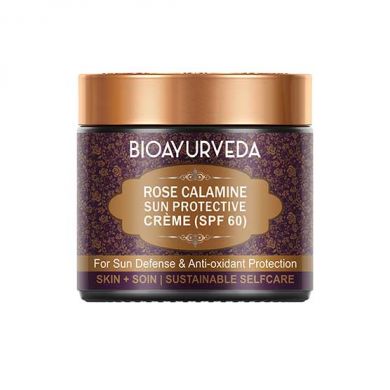 BIOAYURVEDA
ROSE CALAMINE
SUN PROTECTIVE
CRÈME (SPF 60)
For Sun Defense & Anti-oxidant Protection
SKIN + SOIN | SUSTAINABLE SELFCARE